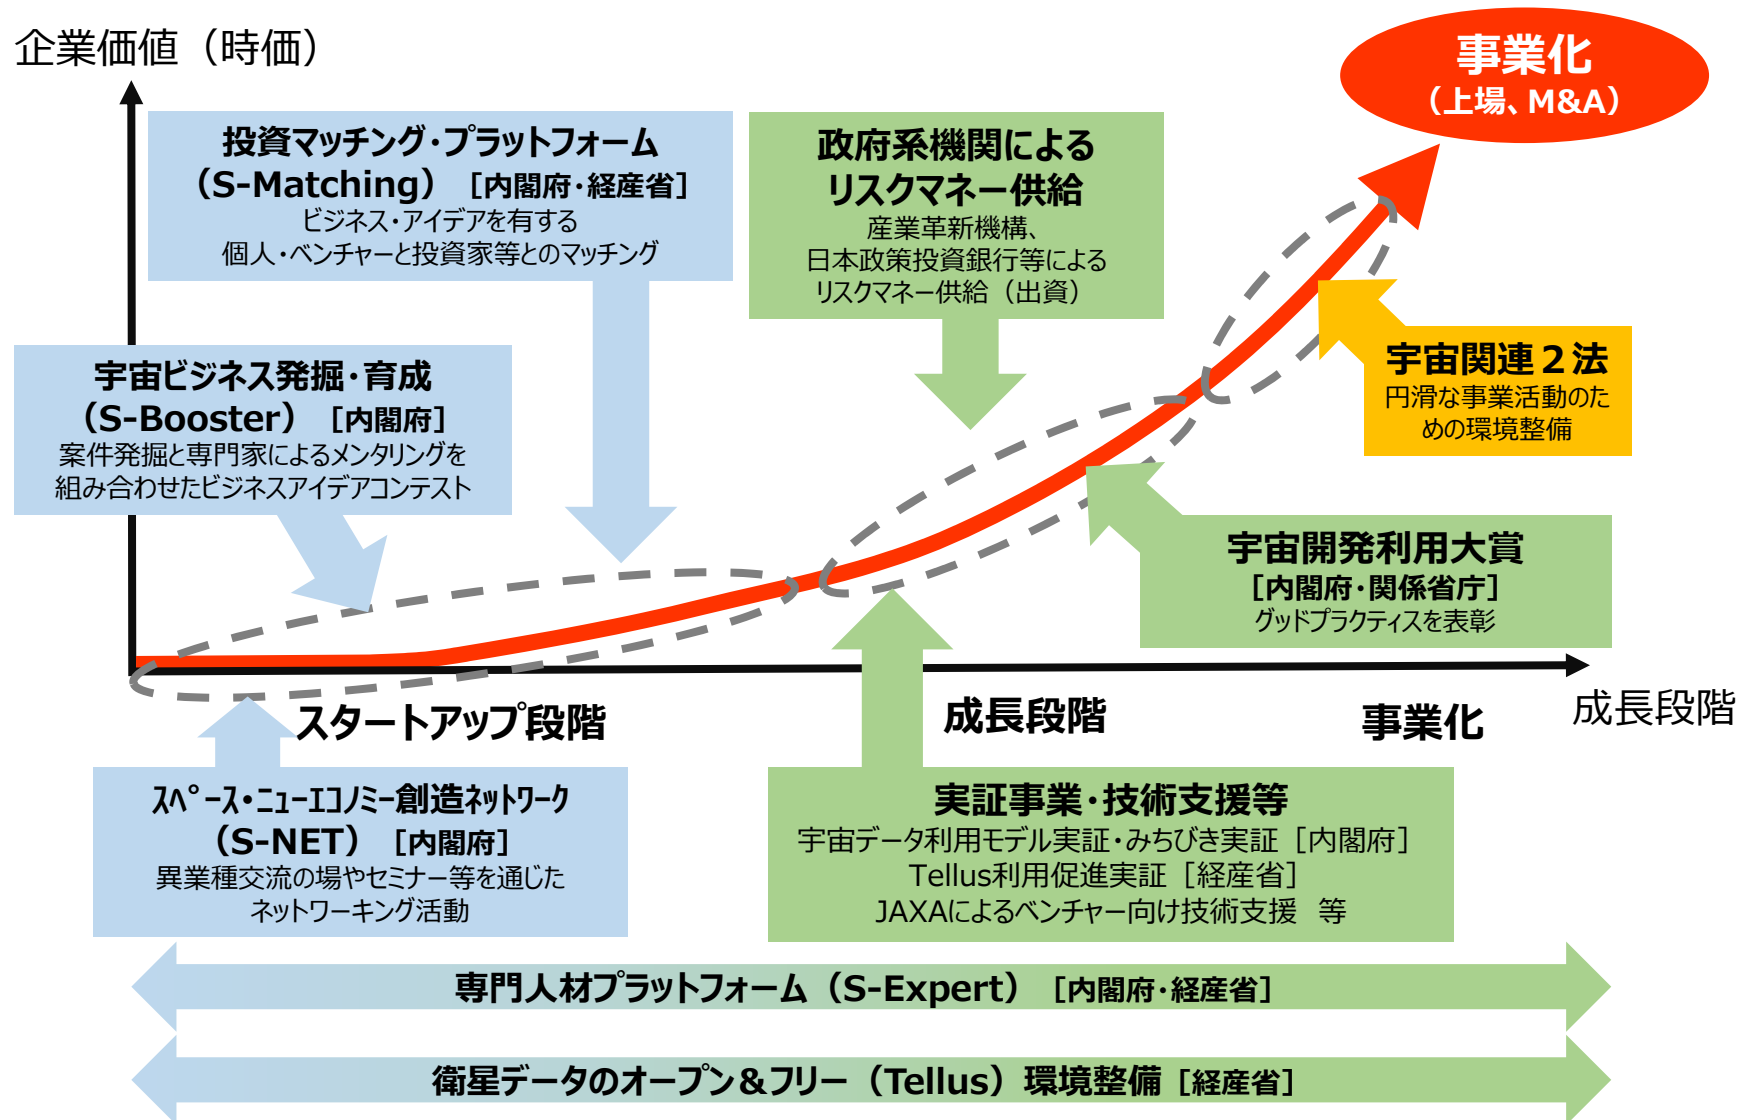 企業価値（時価）
事業化
（上場、M&A）
投資マッチング・プラットフォーム
（S-Matching）［内閣府・経産省］
ビジネス・アイデアを有する
個人・ベンチャーと投資家等とのマッチング
政府系機関による
リスクマネー供給
産業革新機構、
日本政策投資銀行等による
リスクマネー供給（出資）
宇宙ビジネス発掘・育成
（S-Booster）［内閣府］
案件発掘と専門家によるメンタリングを
組み合わせたビジネスアイデアコンテスト
宇宙関連２法
円滑な事業活動のた
めの環境整備
宇宙開発利用大賞
［内閣府・関係省庁］
グッドプラクティスを表彰
スタートアップ段階
成長段階
事業化
成長段階
ｽﾍﾟｰｽ・ﾆｭｰｴｺﾉﾐｰ創造ﾈｯﾄﾜｰｸ
（S-NET）［内閣府］
異業種交流の場やセミナー等を通じた
ネットワーキング活動
実証事業・技術支援等
宇宙データ利用モデル実証・みちびき実証［内閣府］
Tellus利用促進実証［経産省］
JAXAによるベンチャー向け技術支援　等
専門人材プラットフォーム（S-Expert）［内閣府・経産省］
衛星データのオープン＆フリー（Tellus）環境整備［経産省］